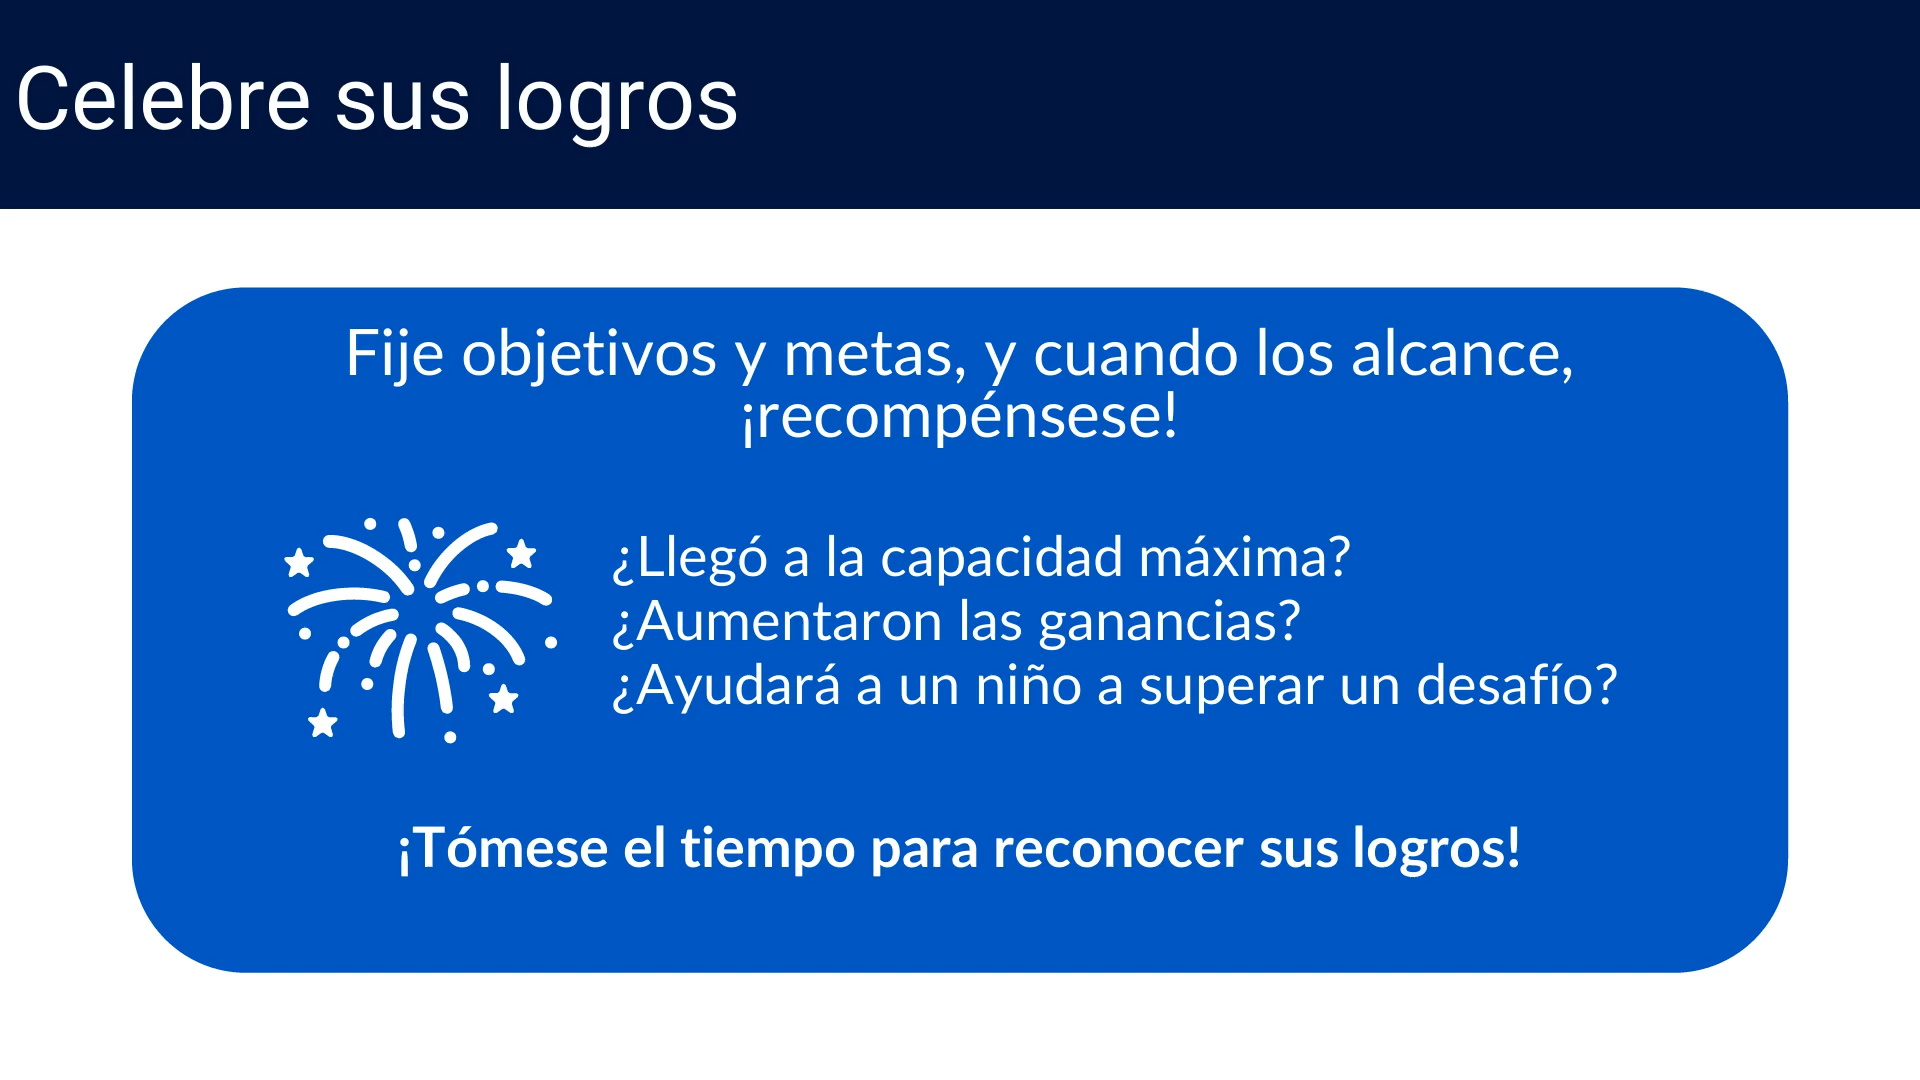 Celebre sus logros
Fije objetivos y metas, y cuando los alcance,
¡recompénsese!
¿Llegó a la capacidad máxima?
¿Aumentaron las ganancias?
¿Ayudará a un niño a superar un desafío?
¡Tómese el tiempo para reconocer sus logros!